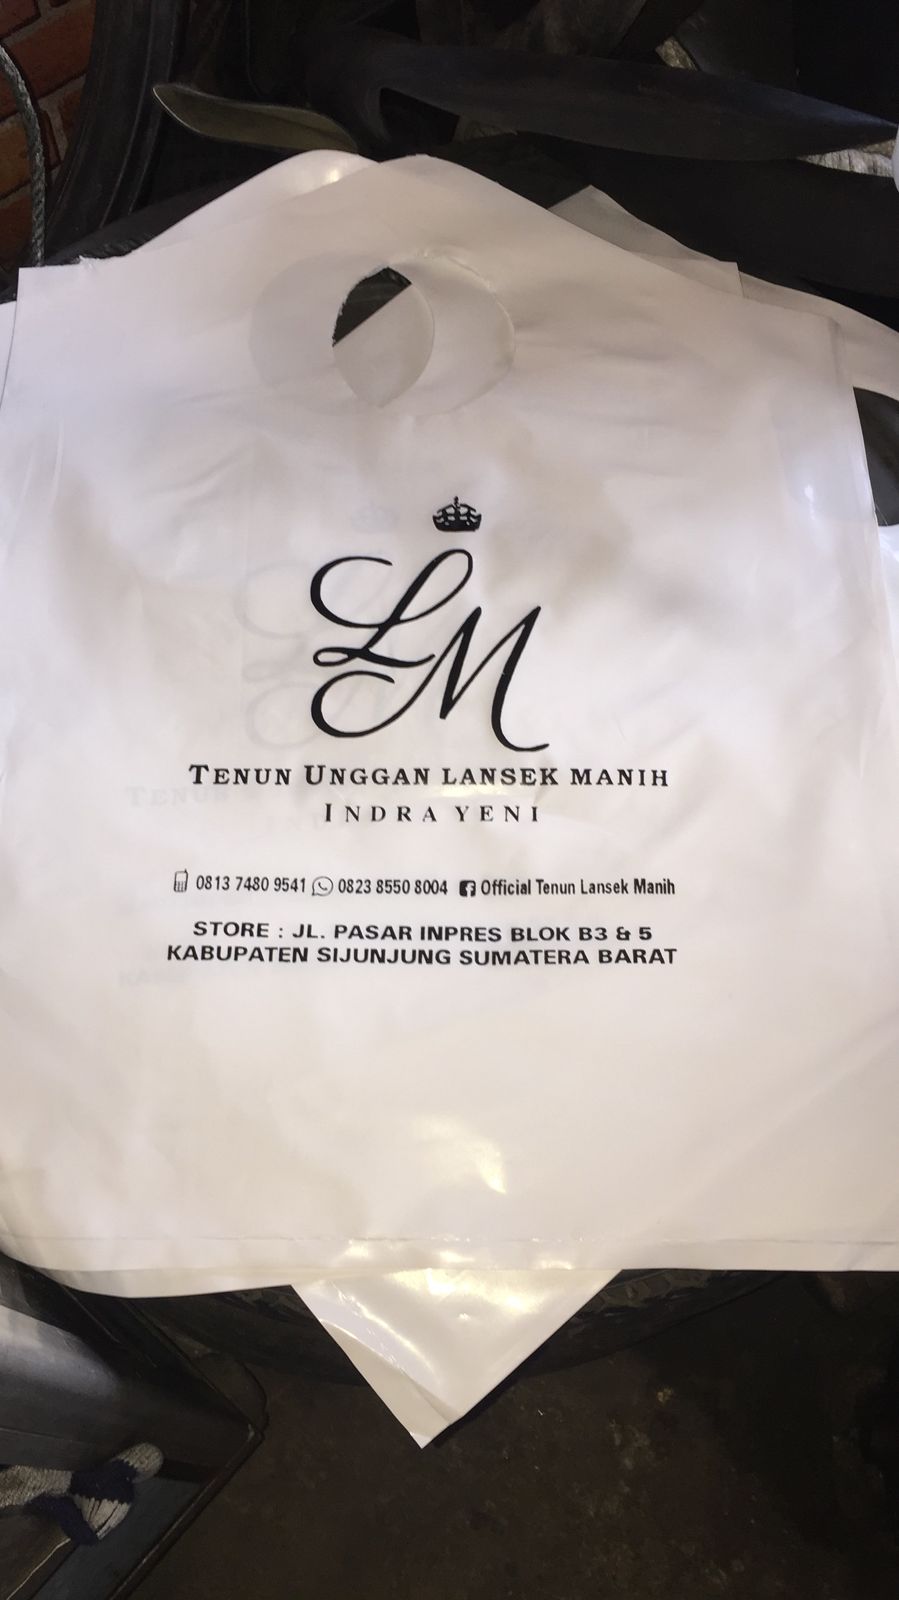 LM
TENUN UNGGAN LANSEK MANIH
INDRA YENI
0813 7480 9541 0823 8550 8004 Official Tenun Lansek Manih
STORE : JL. PASAR INPRES BLOK B3 & 5
KABUPATEN SIJUNJUNG SUMATERA BARAT